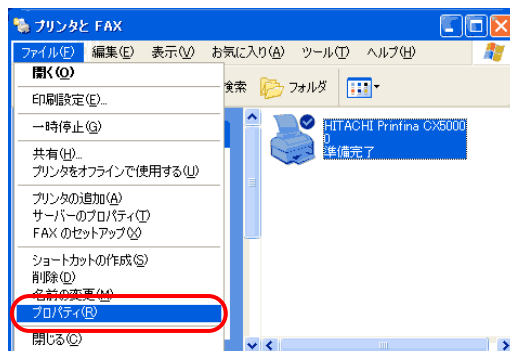 プリンタと FAX
ファイル(F) 編集(E) 表示(V) お気に入り(A) ツール(T) ヘルプ(H)
開く(O)
検索 フォルダ
印刷設定(E)...
一時停止(G)
共有(H)...
プリンタをオフラインで使用する(U)
プリンタの追加(A)
サーバーのプロパティ(T)
FAX のセットアップ(X)
ショートカットの作成(S)
削除(D)
名前の変更(M)
プロパティ(R)
閉じる(C)
HITACHI Printina CX5000
0
準備完了